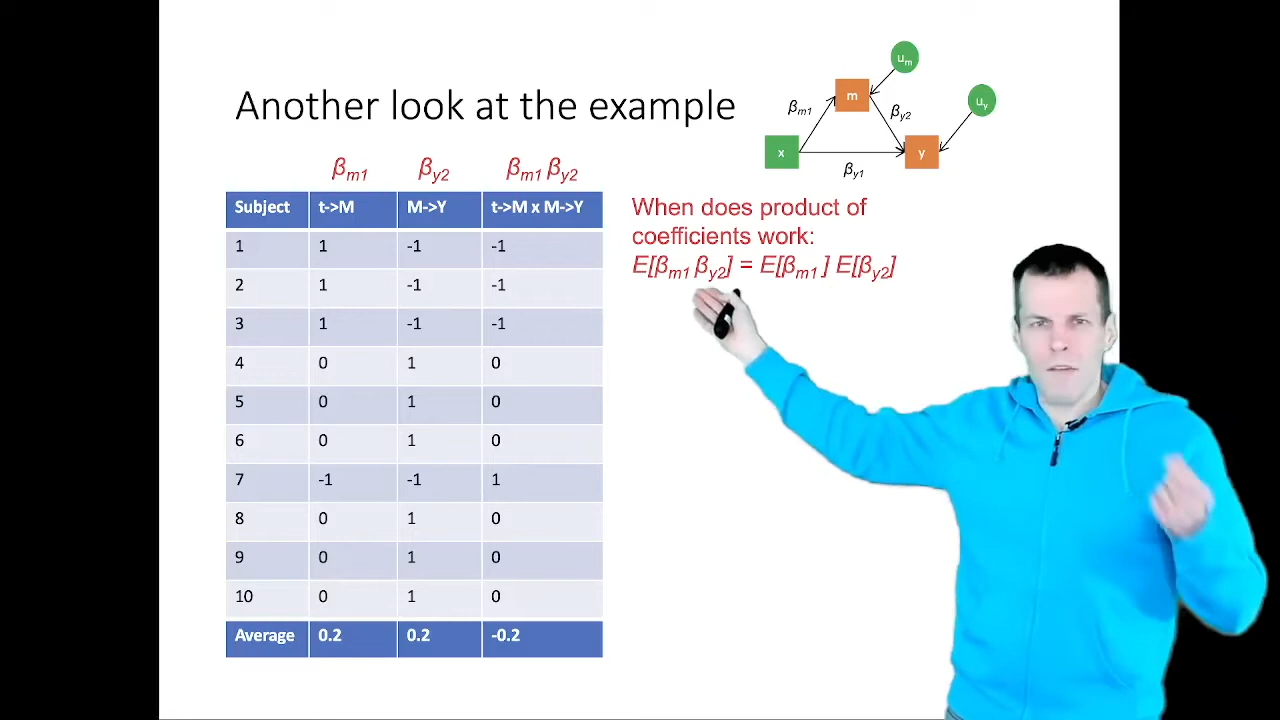 Another look at the example
u_m
m
u_y
β_m1
β_y2
x
y
β_y1
β_m1 β_y2 β_m1 β_y2
Subject t->M M->Y t->M x M->Y
1 1 -1 -1
2 1 -1 -1
3 1 -1 -1
4 0 1 0
5 0 1 0
6 0 1 0
7 -1 -1 1
8 0 1 0
9 0 1 0
10 0 1 0
Average 0.2 0.2 -0.2
When does product of
coefficients work:
E[β_m1 β_y2] = E[β_m1 ] E[β_y2]